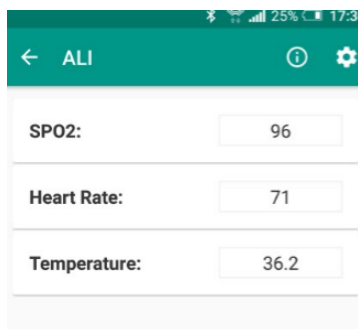 25% 17:3
ALI
SPO2: 96
Heart Rate: 71
Temperature: 36.2